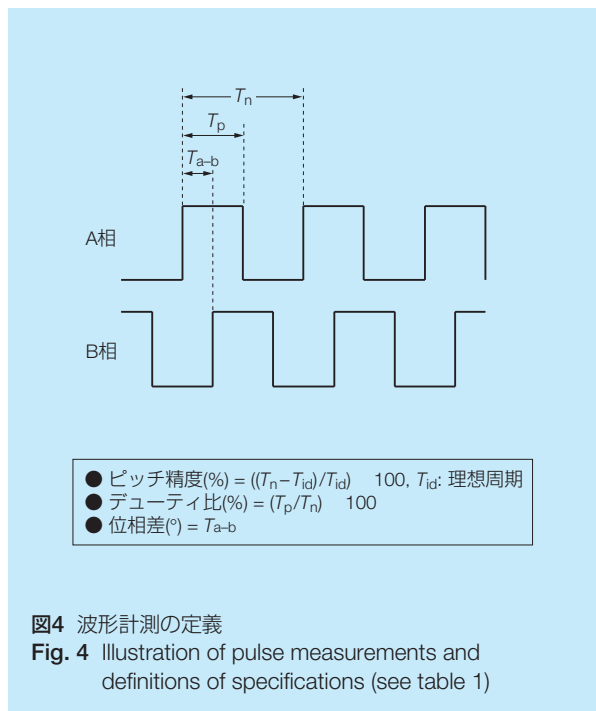 Tn
Tp
Ta–b
A相
B相
● ピッチ精度(%) = ((Tn–Tid)/Tid)　100, Tid: 理想周期
● デューティ比(%) = (Tp/Tn)　100
● 位相差(°) = Ta–b
図4 波形計測の定義
Fig. 4 Illustration of pulse measurements and
definitions of specifications (see table 1)